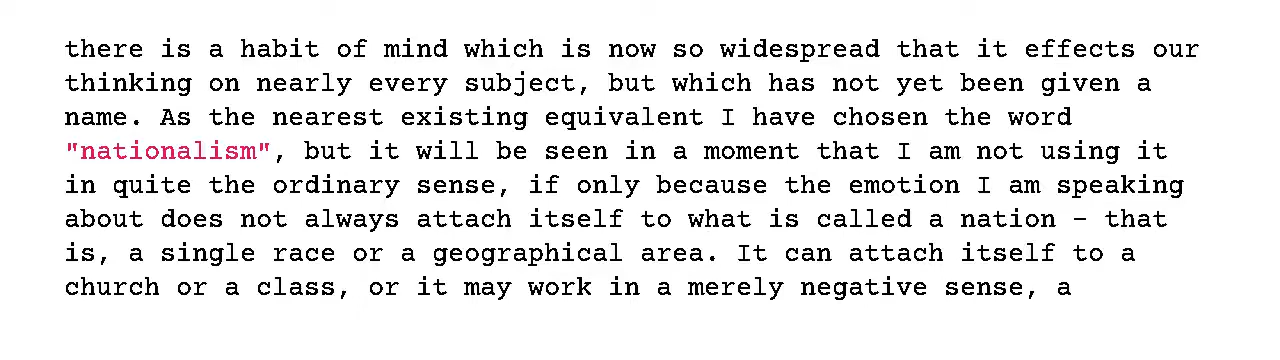 there is a habit of mind which is now so widespread that it effects our
thinking on nearly every subject, but which has not yet been given a
name. As the nearest existing equivalent I have chosen the word
"nationalism", but it will be seen in a moment that I am not using it
in quite the ordinary sense, if only because the emotion I am speaking
about does not always attach itself to what is called a nation – that
is, a single race or a geographical area. It can attach itself to a
church or a class, or it may work in a merely negative sense, a